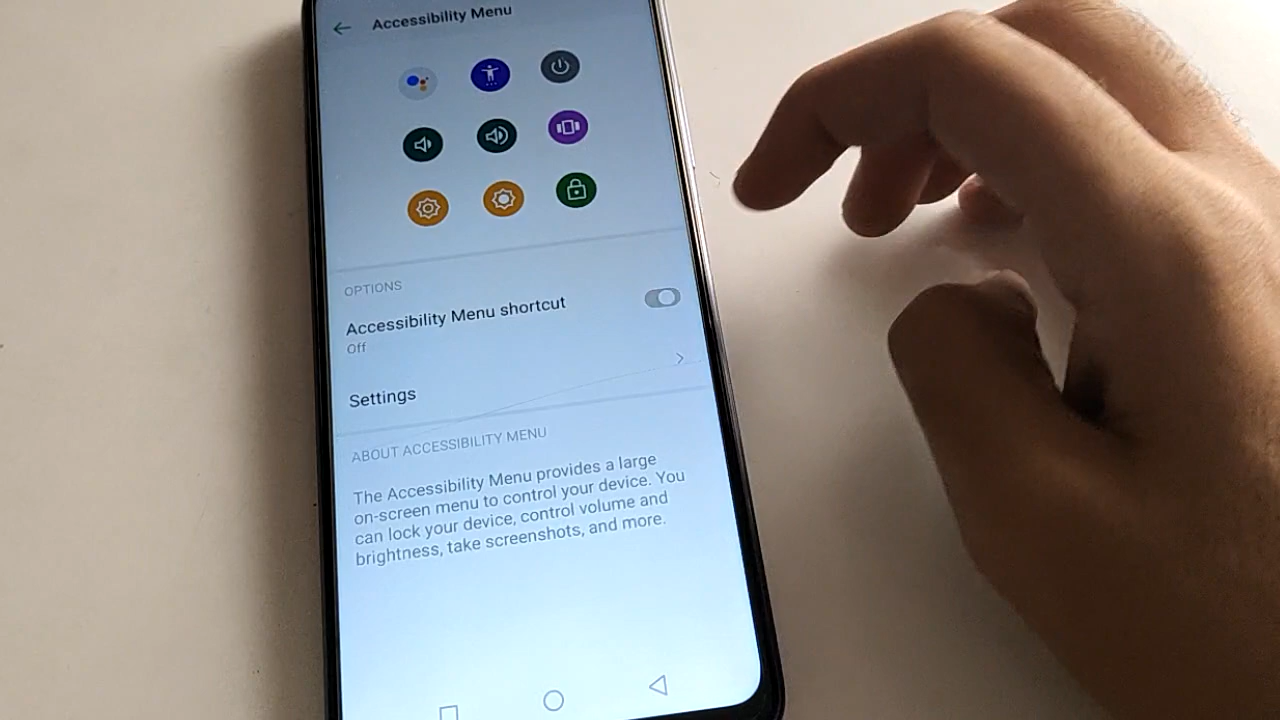 Accessibility Menu
OPTIONS
Accessibility Menu shortcut
Off
Settings
ABOUT ACCESSIBILITY MENU
The Accessibility Menu provides a large
on-screen menu to control your device. You
can lock your device, control volume and
brightness, take screenshots, and more.